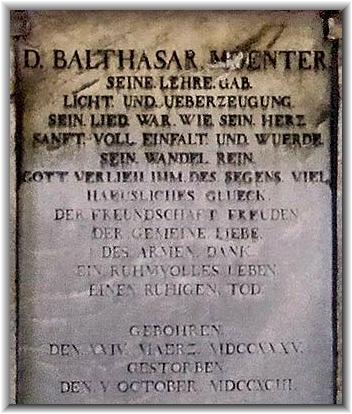 D. BALTHASAR. MOENTER.
SEINE. LEHRE. GAB.
LICHT. UND. UEBERZEUGUNG.
SEIN. LIED. WAR. WIE. SEIN. HERZ.
SANFT. VOLL. EINFALT. UND. WUERDE.
SEIN. WANDEL. REIN.
GOTT. VERLIEH. IHM. DES. SEGENS. VIEL.
HAEUSLICHES. GLUECK.
DER. FREUNDSCHAFT. FREUDEN.
DER. GEMEINE. LIEBE.
DES. ARMEN. DANK.
EIN. RUHMVOLLES. LEBEN.
EINEN. RUHIGEN. TOD.
GEBOHREN.
DEN. XXIV. MAERZ. MDCCXXXV.
GESTORBEN.
DEN. V. OCTOBER. MDCCXCIII.